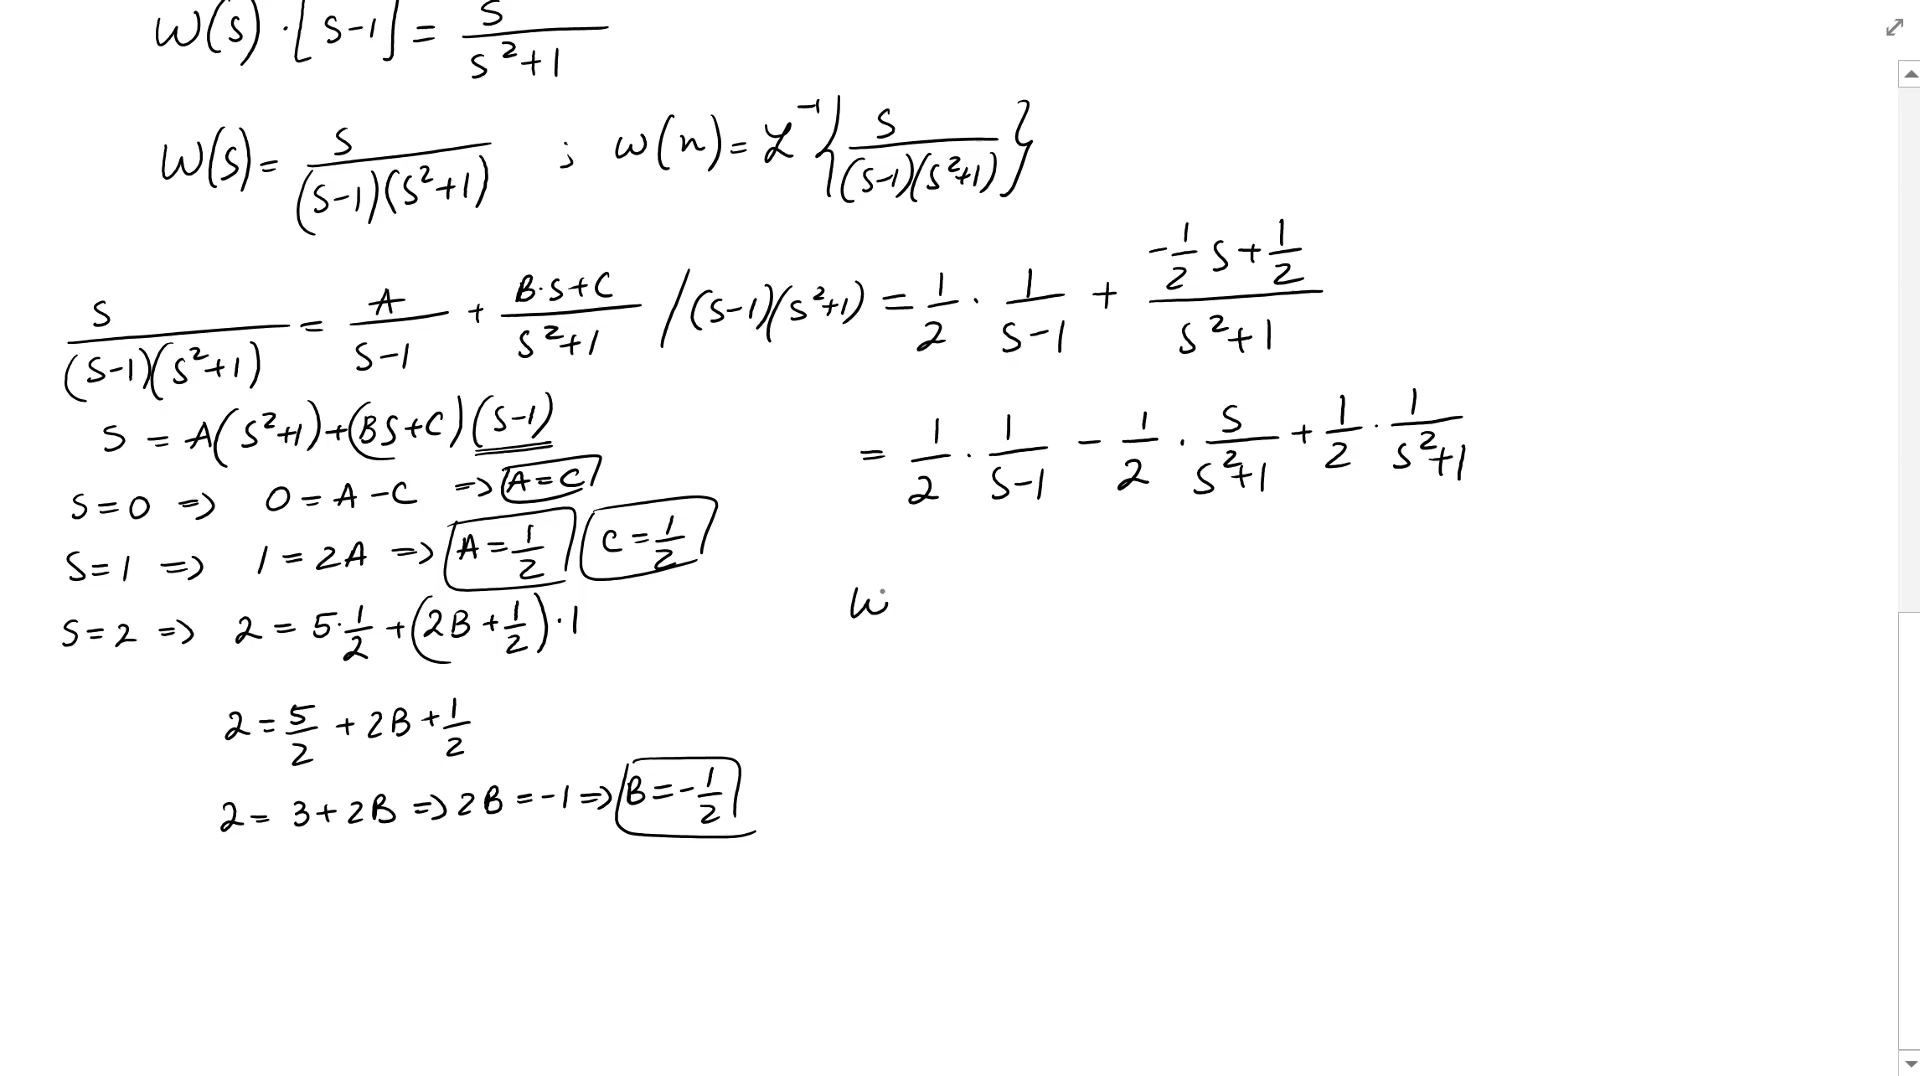 W(s) · [s-1] = s/(s²+1)
W(s) = s/((s-1)(s²+1)) ; w(n) = ℒ⁻¹{s/((s-1)(s²+1))}
s/((s-1)(s²+1)) = A/(s-1) + (B·s+C)/(s²+1) /(s-1)(s²+1) = 1/2 · 1/(s-1) + (-1/2 s + 1/2)/(s²+1)
s = A(s²+1)+(Bs+C)(s-1)
= 1/2 · 1/(s-1) - 1/2 · s/(s²+1) + 1/2 · 1/(s²+1)
s=0 => 0=A-C => A=C
s=1 => 1=2A => A=1/2 C=1/2
s=2 => 2=5·1/2+(2B+1/2)·1
w
2=5/2+2B+1/2
2=3+2B => 2B=-1 => B=-1/2